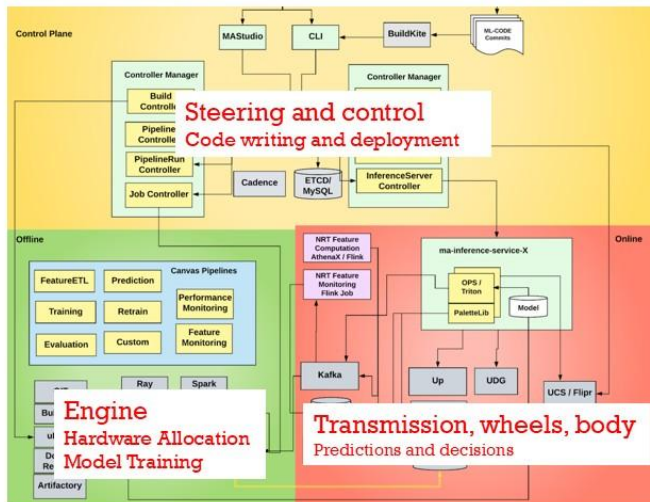 Control Plane
MAStudio
CLI
BuildKite
ML-CODE
Commits
Controller Manager
Build
Controller
Pipeline
Controller
PipelineRun
Controller
Job Controller
Controller Manager
InferenceServer
Controller
Steering and control
Code writing and deployment
Cadence
ETCD/
MySQL
Offline
Online
Canvas Pipelines
FeatureETL
Prediction
Performance
Monitoring
Training
Retrain
Feature
Monitoring
Evaluation
Custom
NRT Feature
Computation
AthenaX / Flink
NRT Feature
Monitoring
Flink Job
ma-inference-service-X
OPS /
Triton
PaletteLib
Model
Kafka
Up
UDG
UCS / Flipr
Ray
Spark
Artifactory
Engine
Hardware Allocation
Model Training
Transmission, wheels, body
Predictions and decisions